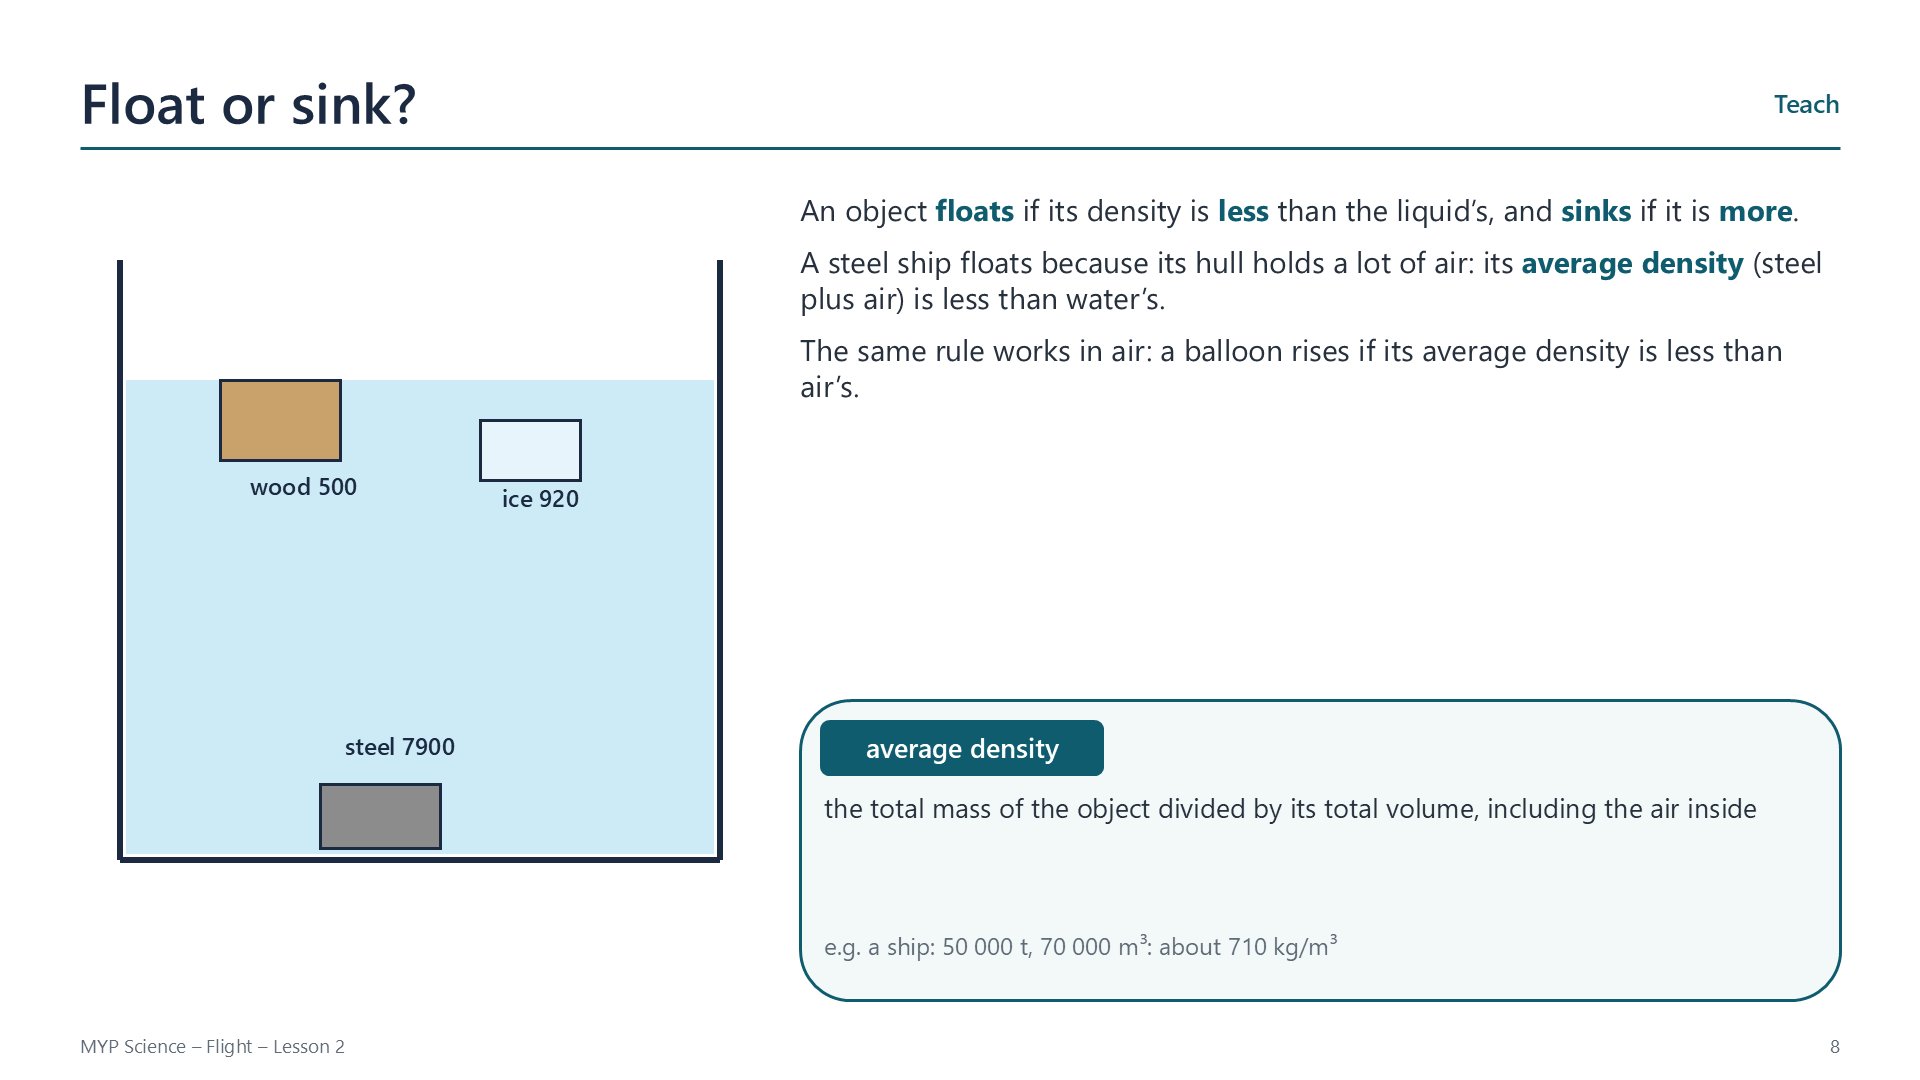 Float or sink?
Teach
An object floats if its density is less than the liquid’s, and sinks if it is more.
A steel ship floats because its hull holds a lot of air: its average density (steel
plus air) is less than water’s.
The same rule works in air: a balloon rises if its average density is less than
air’s.
wood 500
ice 920
steel 7900
average density
the total mass of the object divided by its total volume, including the air inside
e.g. a ship: 50 000 t, 70 000 m³: about 710 kg/m³
MYP Science – Flight – Lesson 2
8